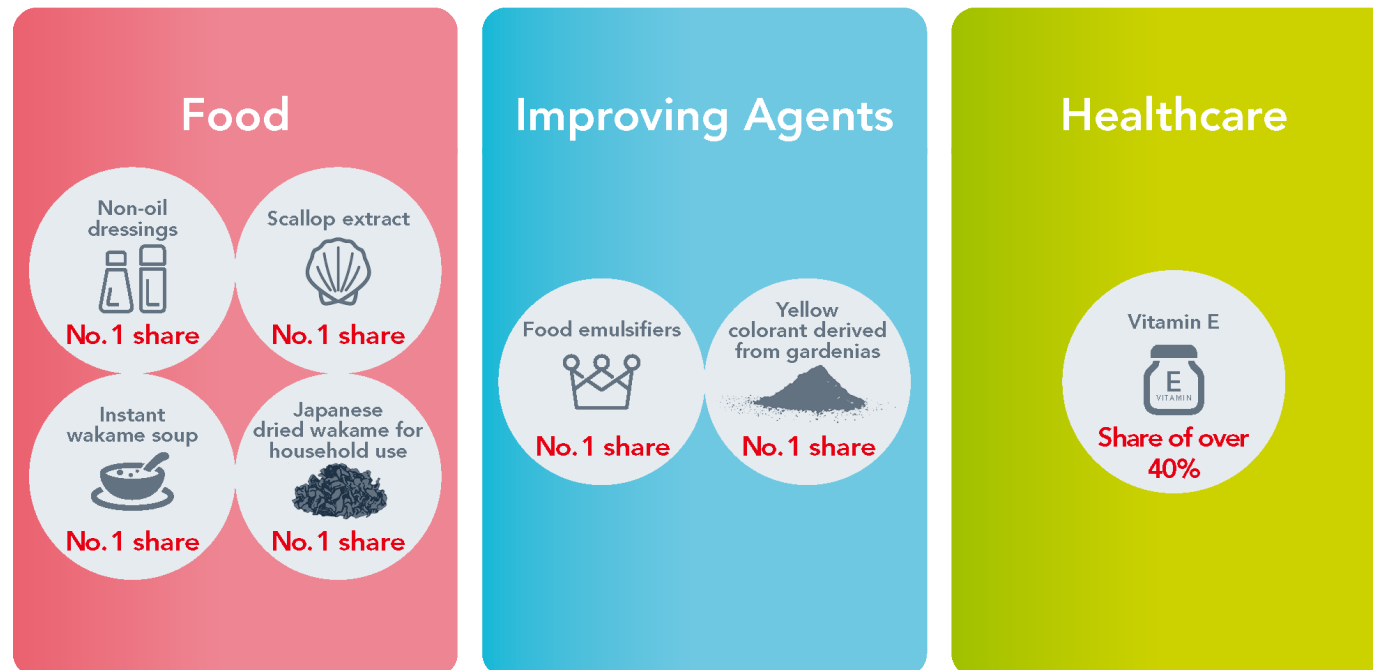 Food
Non-oil
dressings
No.1 share
Scallop extract
No.1 share
Instant
wakame soup
No.1 share
Japanese
dried wakame for
household use
No.1 share
Improving Agents
Food emulsifiers
No.1 share
Yellow
colorant derived
from gardenias
No.1 share
Healthcare
Vitamin E
E
VITAMIN
Share of over
40%